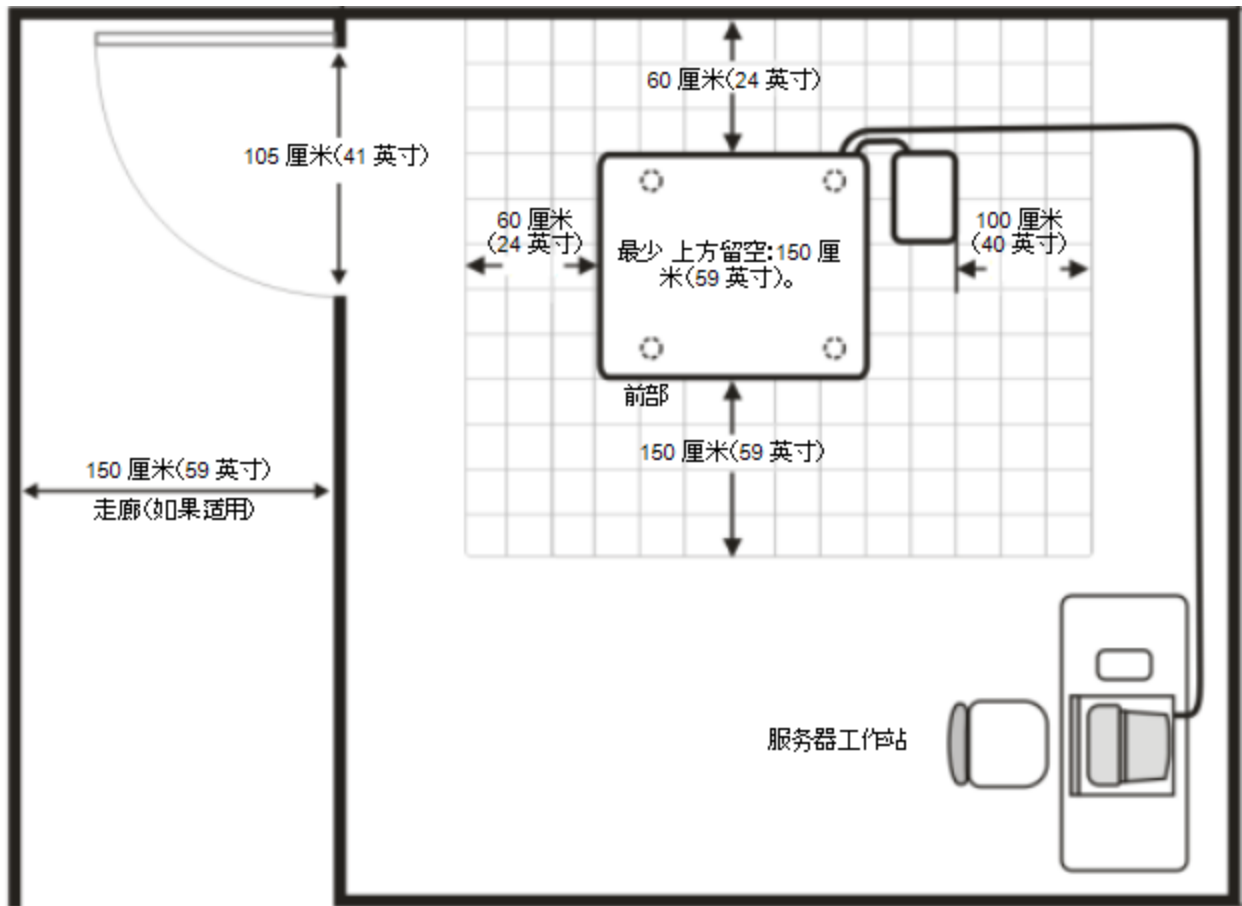 60 厘米(24 英寸)
105 厘米(41 英寸)
60 厘米
(24 英寸)
100 厘米
(40 英寸)
最少 上方留空:150 厘
米(59 英寸)。
前部
150 厘米(59 英寸)
150 厘米(59 英寸)
走廊(如果适用)
服务器工作站